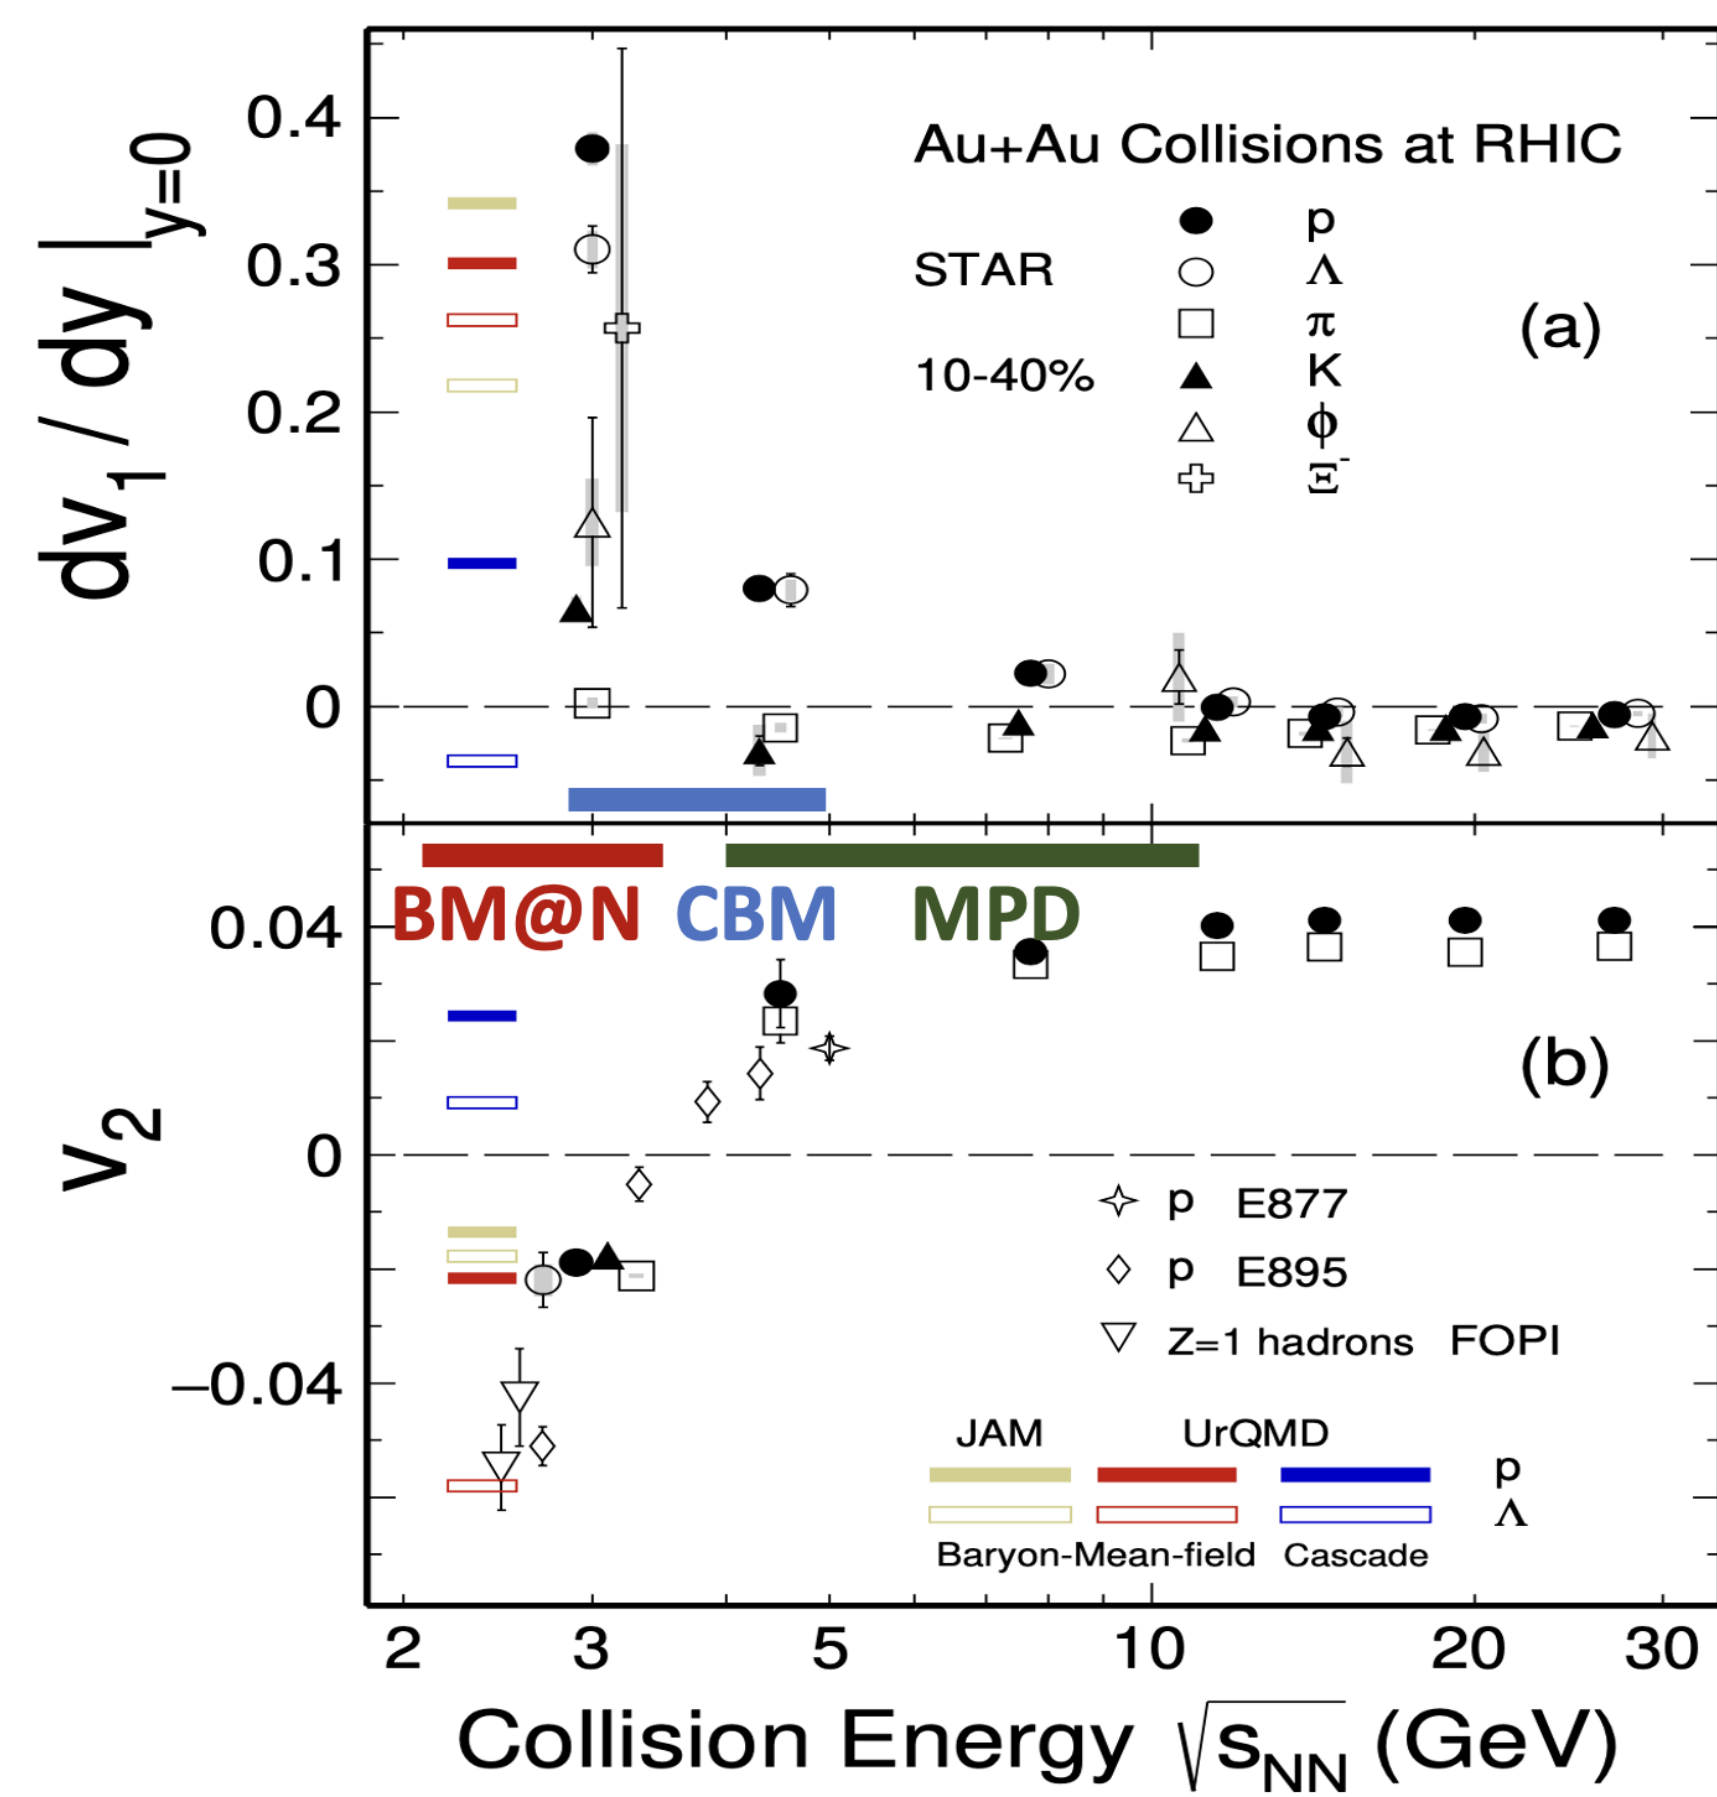 dv1 / dy |y=0
0.4
0.3
0.2
0.1
0
Au+Au Collisions at RHIC
STAR
10-40%
p
Λ
π
K
ϕ
Ξ-
(a)
BM@N CBM MPD
v2
0.04
0
−0.04
(b)
p E877
p E895
Z=1 hadrons FOPI
JAM UrQMD
p
Λ
Baryon-Mean-field Cascade
2 3 5 10 20 30
Collision Energy √sNN (GeV)